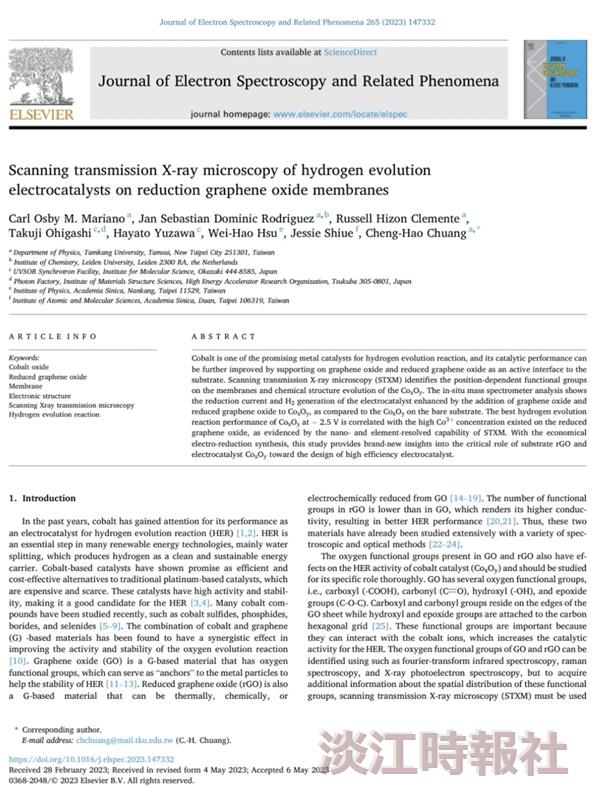 Journal of Electron Spectroscopy and Related Phenomena 265 (2023) 147332
Contents lists available at ScienceDirect
Journal of Electron Spectroscopy and Related Phenomena
journal homepage: www.elsevier.com/locate/elspec
ELSEVIER
Scanning transmission X-ray microscopy of hydrogen evolution
electrocatalysts on reduction graphene oxide membranes
Carl Osby M. Mariano a, Jan Sebastian Dominic Rodriguez a,b, Russell Hizon Clemente a,
Takuji Ohigashi c,d, Hayato Yuzawa c, Wei-Hao Hsu e, Jessie Shiue f, Cheng-Hao Chuang a,*
a Department of Physics, Tamkang University, Tamsui, New Taipei City 251301, Taiwan
b Institute of Chemistry, Leiden University, Leiden 2300 RA, the Netherlands
c UVSOR Synchrotron Facility, Institute for Molecular Science, Okazaki 444-8585, Japan
d Photon Factory, Institute of Materials Structure Sciences, High Energy Accelerator Research Organization, Tsukuba 305-0801, Japan
e Institute of Physics, Academia Sinica, Nankang, Taipei 11529, Taiwan
f Institute of Atomic and Molecular Sciences, Academia Sinica, Daan, Taipei 106319, Taiwan
ARTICLE INFO
Keywords:
Cobalt oxide
Reduced graphene oxide
Membrane
Electronic structure
Scanning Xray transmission microscopy
Hydrogen evolution reaction
ABSTRACT
Cobalt is one of the promising metal catalysts for hydrogen evolution reaction, and its catalytic performance can
be further improved by supporting on graphene oxide and reduced graphene oxide as an active interface to the
substrate. Scanning transmission X-ray microscopy (STXM) identifies the position-dependent functional groups
on the membranes and chemical structure evolution of the CoxOy. The in-situ mass spectrometer analysis shows
the reduction current and H2 generation of the electrocatalyst enhanced by the addition of graphene oxide and
reduced graphene oxide to CoxOy, as compared to the CoxOy on the bare substrate. The best hydrogen evolution
reaction performance of CoxOy at − 2.5 V is correlated with the high Co3+ concentration existed on the reduced
graphene oxide, as evidenced by the nano- and element-resolved capability of STXM. With the economical
electro-reduction synthesis, this study provides brand-new insights into the critical role of substrate rGO and
electrocatalyst CoxOy toward the design of high efficiency electrocatalyst.
1. Introduction
In the past years, cobalt has gained attention for its performance as
an electrocatalyst for hydrogen evolution reaction (HER) [1,2]. HER is
an essential step in many renewable energy technologies, mainly water
splitting, which produces hydrogen as a clean and sustainable energy
carrier. Cobalt-based catalysts have shown promise as efficient and
cost-effective alternatives to traditional platinum-based catalysts, which
are expensive and scarce. These catalysts have high activity and stabil-
ity, making it a good candidate for the HER [3,4]. Many cobalt com-
pounds have been studied recently, such as cobalt sulfides, phosphides,
borides, and selenides [5–9]. The combination of cobalt and graphene
(G) -based materials has been found to have a synergistic effect in
improving the activity and stability of the oxygen evolution reaction
[10]. Graphene oxide (GO) is a G-based material that has oxygen
functional groups, which can serve as “anchors” to the metal particles to
help the stability of HER [11–13]. Reduced graphene oxide (rGO) is also
a G-based material that can be thermally, chemically, or
electrochemically reduced from GO [14–19]. The number of functional
groups in rGO is lower than in GO, which renders its higher conduc-
tivity, resulting in better HER performance [20,21]. Thus, these two
materials have already been studied extensively with a variety of spec-
troscopic and optical methods [22–24].
The oxygen functional groups present in GO and rGO also have ef-
fects on the HER activity of cobalt catalyst (CoxOy) and should be studied
for its specific role thoroughly. GO has several oxygen functional groups,
i.e., carboxyl (-COOH), carbonyl (C=O), hydroxyl (-OH), and epoxide
groups (C-O-C). Carboxyl and carbonyl groups reside on the edges of the
GO sheet while hydroxyl and epoxide groups are attached to the carbon
hexagonal grid [25]. These functional groups are important because
they can interact with the cobalt ions, which increases the catalytic
activity for the HER. The oxygen functional groups of GO and rGO can be
identified using such as fourier-transform infrared spectroscopy, raman
spectroscopy, and X-ray photoelectron spectroscopy, but to acquire
additional information about the spatial distribution of these functional
groups, scanning transmission X-ray microscopy (STXM) must be used
* Corresponding author.
E-mail address: chchuang@mail.tku.edu.tw (C.-H. Chuang).
https://doi.org/10.1016/j.elspec.2023.147332
Received 28 February 2023; Received in revised form 4 May 2023; Accepted 6 May 2023
0368-2048/© 2023 Elsevier B.V. All rights reserved.
淡江時報社